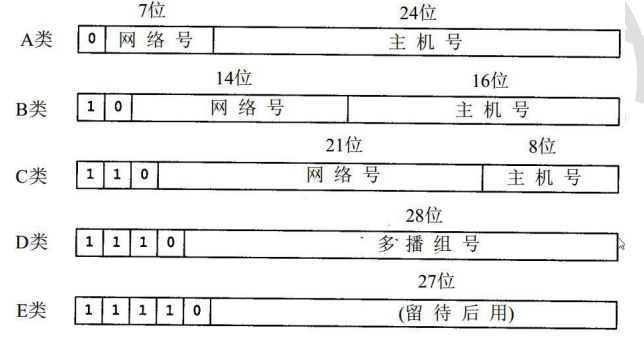 7位 24位
A类 0 网络号 主机号
14位 16位
B类 1 0 网络号 主机号
21位 8位
C类 1 1 0 网络号 主机号
28位
D类 1 1 1 0 多播组号
27位
E类 1 1 1 1 0 (留待后用)